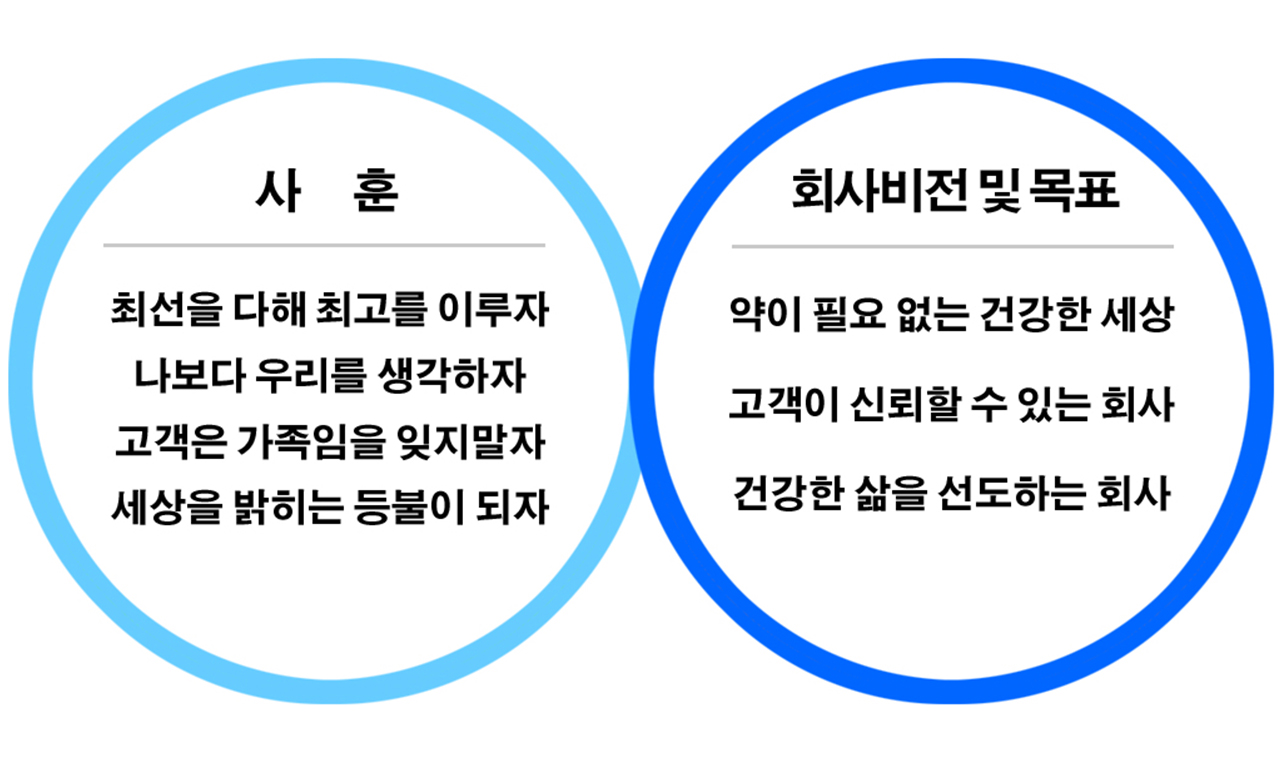 사 훈
최선을 다해 최고를 이루자
나보다 우리를 생각하자
고객은 가족임을 잊지말자
세상을 밝히는 등불이 되자
회사비전 및 목표
약이 필요 없는 건강한 세상
고객이 신뢰할 수 있는 회사
건강한 삶을 선도하는 회사